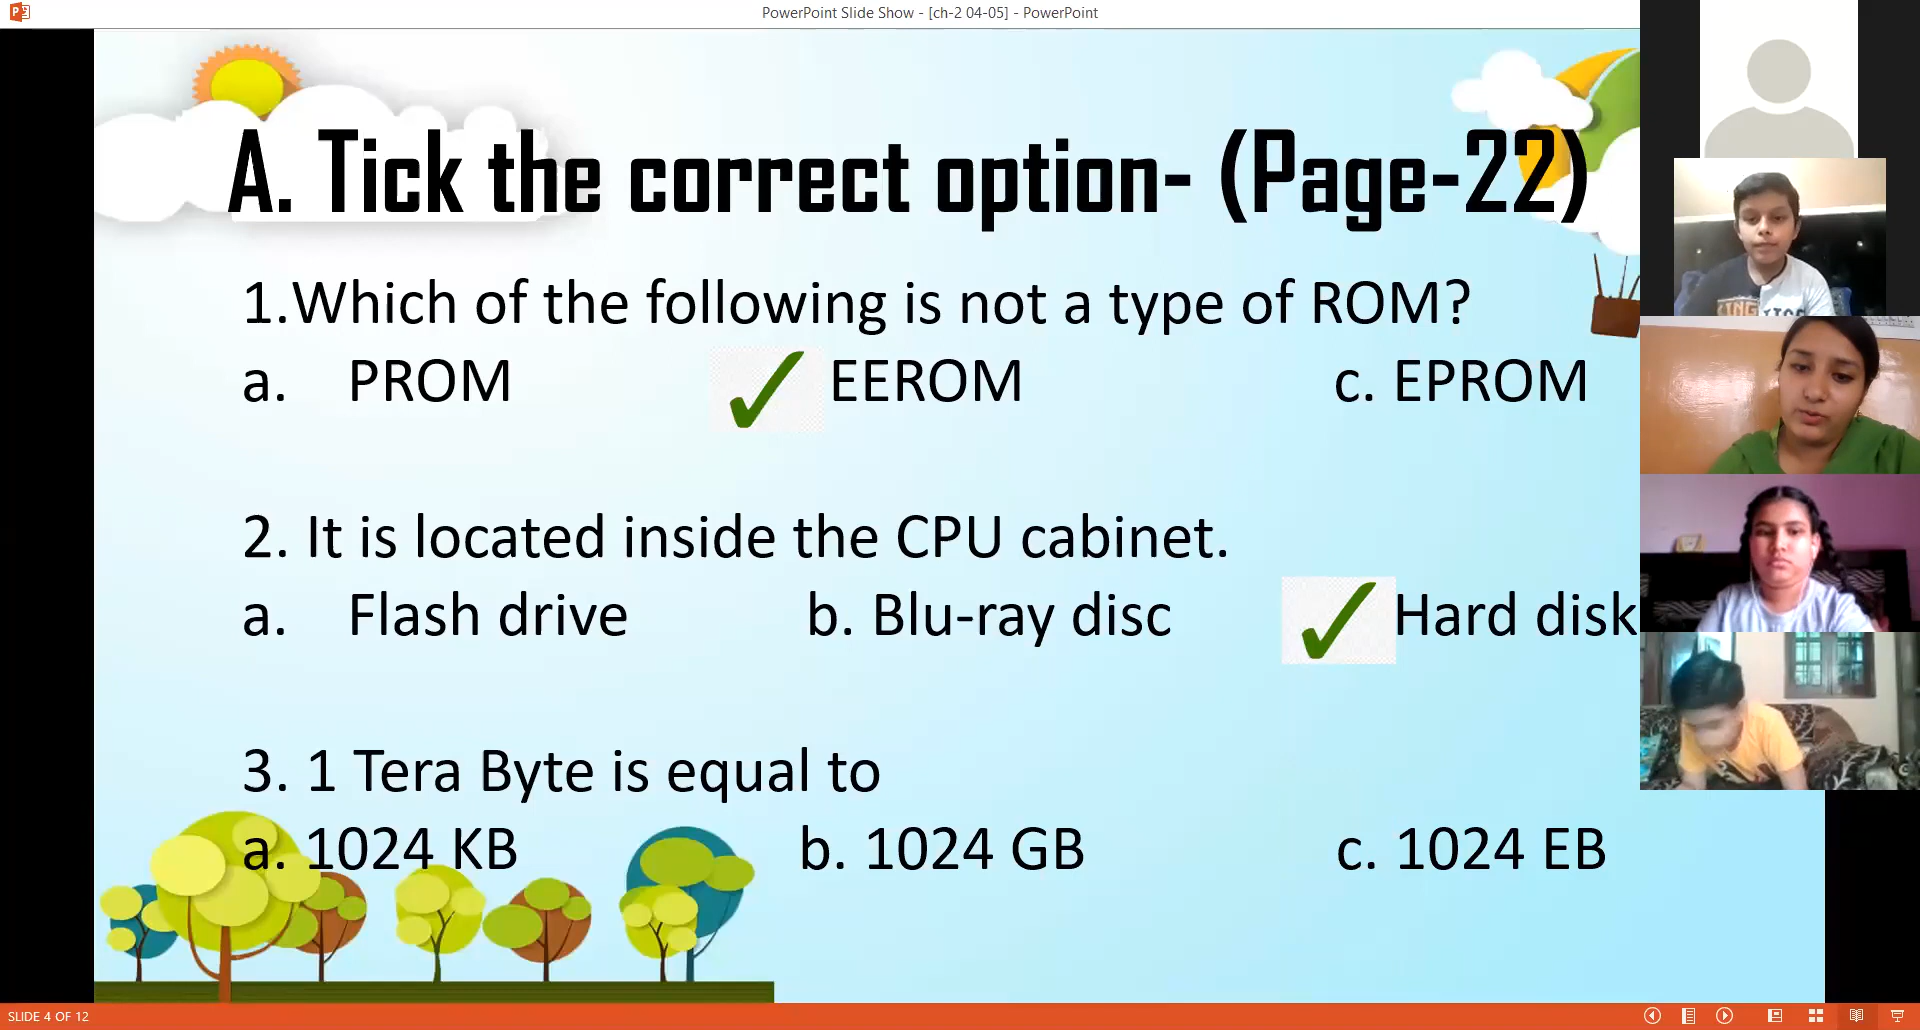 PowerPoint Slide Show - [ch-2 04-05] - PowerPoint
A. Tick the correct option- (Page-22)
1.Which of the following is not a type of ROM?
a. PROM EEROM c. EPROM
2. It is located inside the CPU cabinet.
a. Flash drive b. Blu-ray disc Hard disk
3. 1 Tera Byte is equal to
a. 1024 KB b. 1024 GB c. 1024 EB
SLIDE 4 OF 12